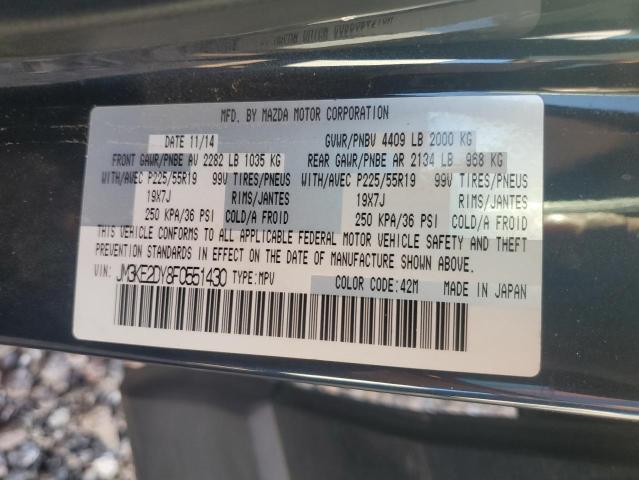 MFD. BY MAZDA MOTOR CORPORATION
DATE 11/14 GVWR/PNBV 4409 LB 2000 KG
FRONT GAWR/PNBE AV 2282 LB 1035 KG REAR GAWR/PNBE AR 2134 LB 968 KG
WITH/AVEC P225/55R19 99V TIRES/PNEUS WITH/AVEC P225/55R19 99V TIRES/PNEUS
19X7J RIMS/JANTES 19X7J RIMS/JANTES
250 KPA/36 PSI COLD/A FROID 250 KPA/36 PSI COLD/A FROID
THIS VEHICLE CONFORMS TO ALL APPLICABLE FEDERAL MOTOR VEHICLE SAFETY AND THEFT
PREVENTION STANDARDS IN EFFECT ON THE DATE OF MANUFACTURE SHOWN ABOVE.
VIN: JM3KE2DY8F0551430 TYPE:MPV COLOR CODE:42M MADE IN JAPAN